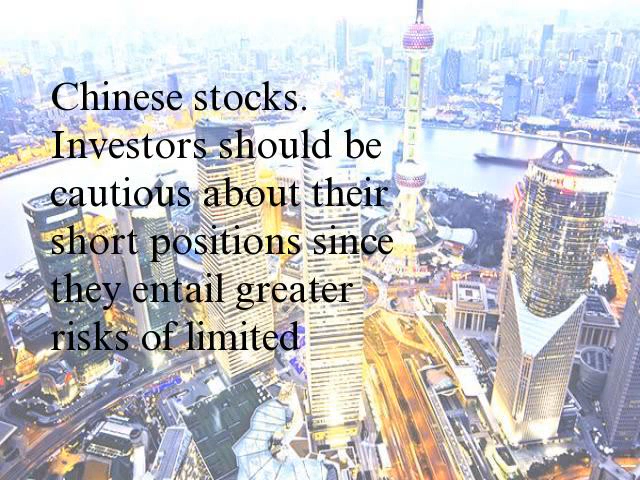 Chinese stocks.
Investors should be
cautious about their
short positions since
they entail greater
risks of limited